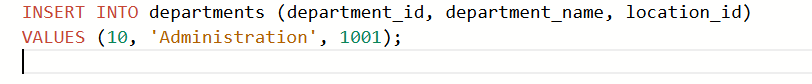 INSERT INTO departments (department_id, department_name, location_id)
VALUES (10, 'Administration', 1001);